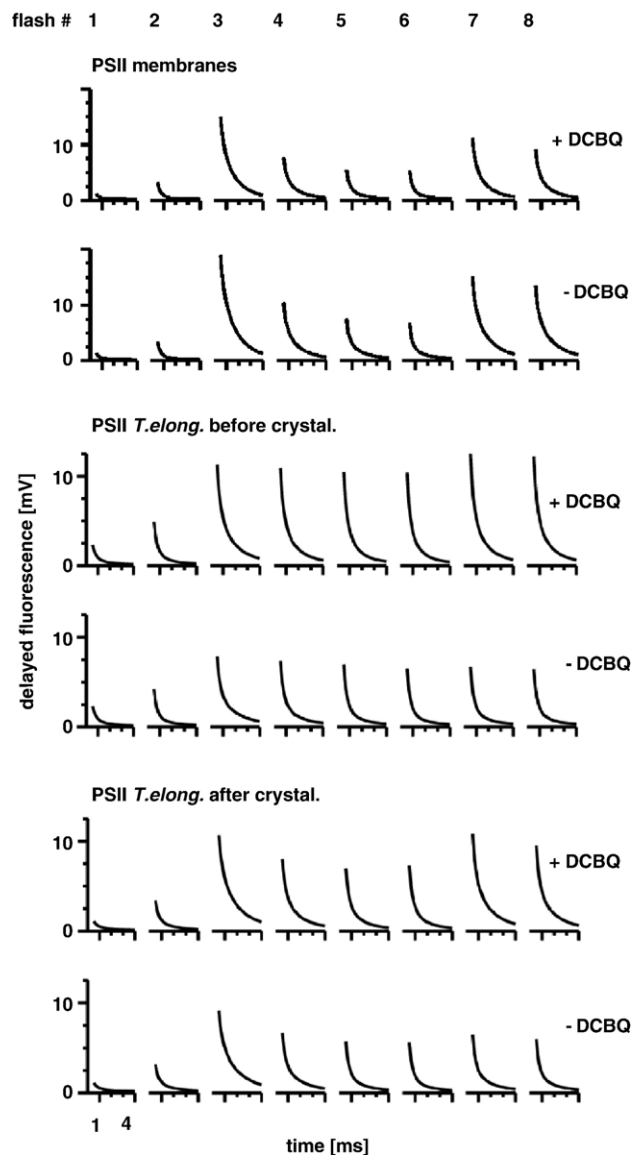 flash # 1 2 3 4 5 6 7 8
PSII membranes
10
+ DCBQ
0
- DCBQ
10
0
PSII T.elong. before crystal.
10
+ DCBQ
0
- DCBQ
10
0
PSII T.elong. after crystal.
10
+ DCBQ
0
- DCBQ
10
0
1 4
time [ms]
delayed fluorescence [mV]